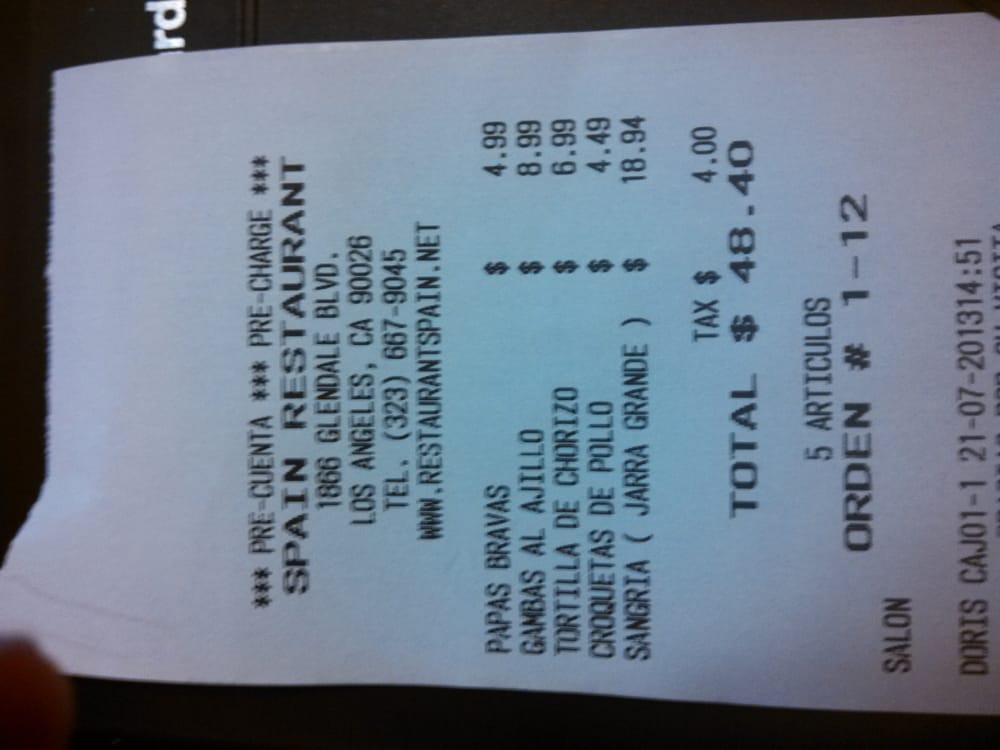 rd
*** PRE-CUENTA *** PRE-CHARGE ***
SPAIN RESTAURANT
1866 GLENDALE BLVD.
LOS ANGELES, CA 90026
TEL. (323) 667-9045
WWW.RESTAURANTSPAIN.NET
PAPAS BRAVAS $ 4.99
GAMBAS AL AJILLO $ 8.99
TORTILLA DE CHORIZO $ 6.99
CROQUETAS DE POLLO $ 4.49
SANGRIA ( JARRA GRANDE ) $ 18.94
TAX $ 4.00
TOTAL $ 48.40
5 ARTICULOS
ORDEN # 1-12
SALON
DORIS CAJ01-1 21-07-201314:51